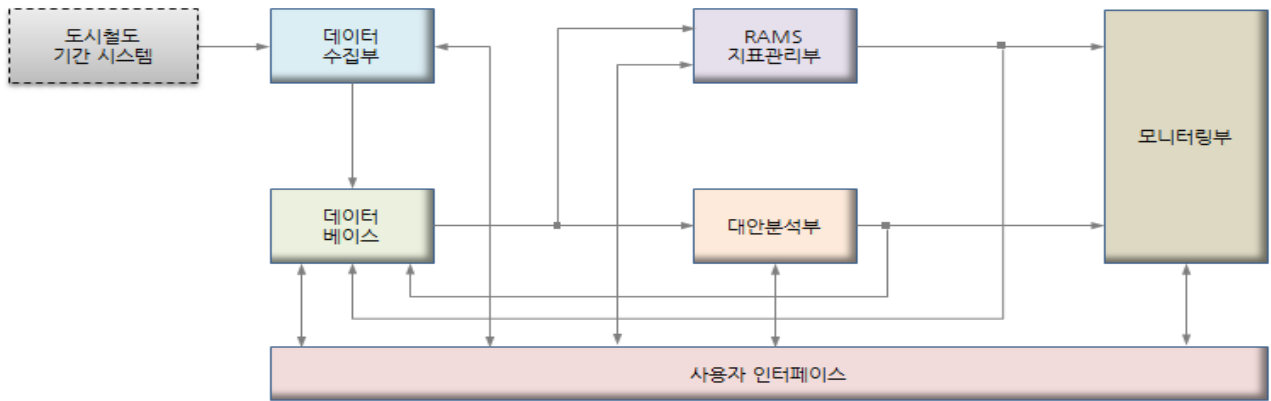 도시철도
기간 시스템
데이터
수집부
RAMS
지표관리부
모니터링부
데이터
베이스
대안분석부
사용자 인터페이스